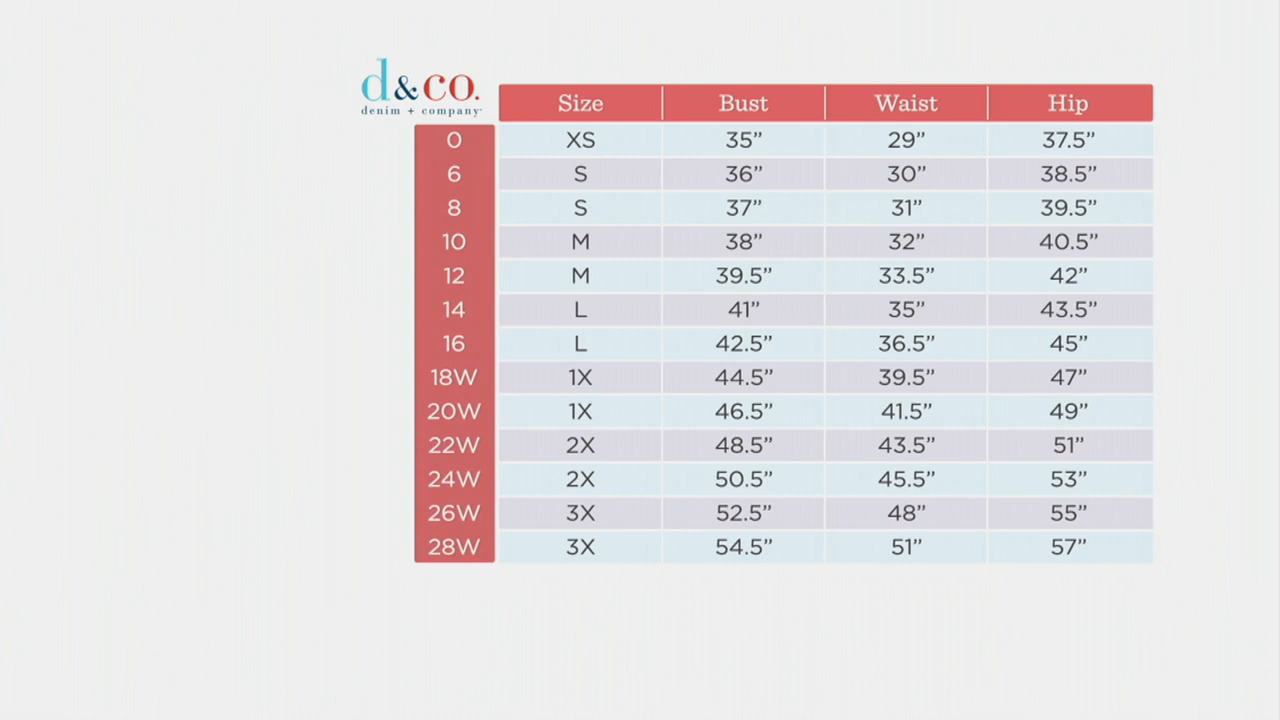 d&co.
denim + company
Size Bust Waist Hip
0 XS 35” 29” 37.5”
6 S 36” 30” 38.5”
8 S 37” 31” 39.5”
10 M 38” 32” 40.5”
12 M 39.5” 33.5” 42”
14 L 41” 35” 43.5”
16 L 42.5” 36.5” 45”
18W 1X 44.5” 39.5” 47”
20W 1X 46.5” 41.5” 49”
22W 2X 48.5” 43.5” 51”
24W 2X 50.5” 45.5” 53”
26W 3X 52.5” 48” 55”
28W 3X 54.5” 51” 57”